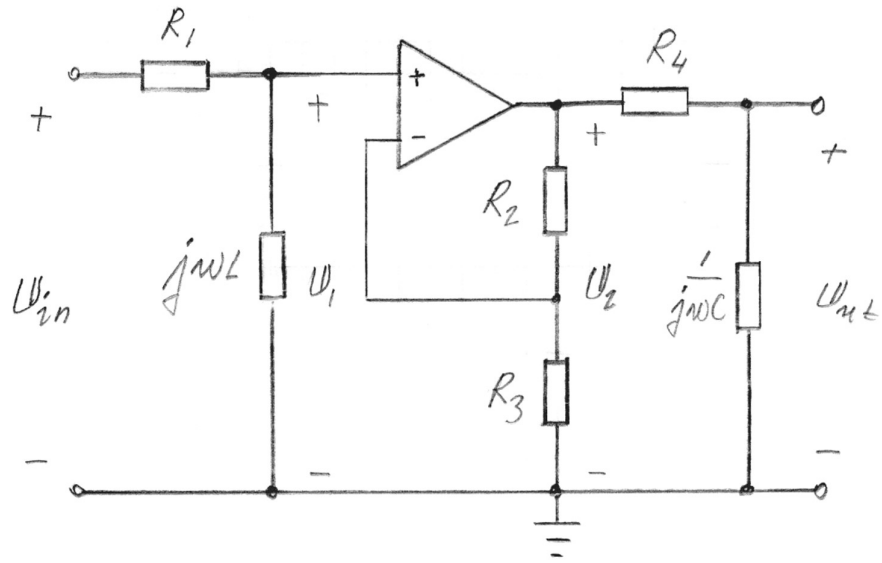 R₁
R₄
+
+
-
+
+
+
R₂
jωL
U₁
U₂
1/jωC
Uᵢₙ
Uᵤₜ
R₃
-
-
-
-